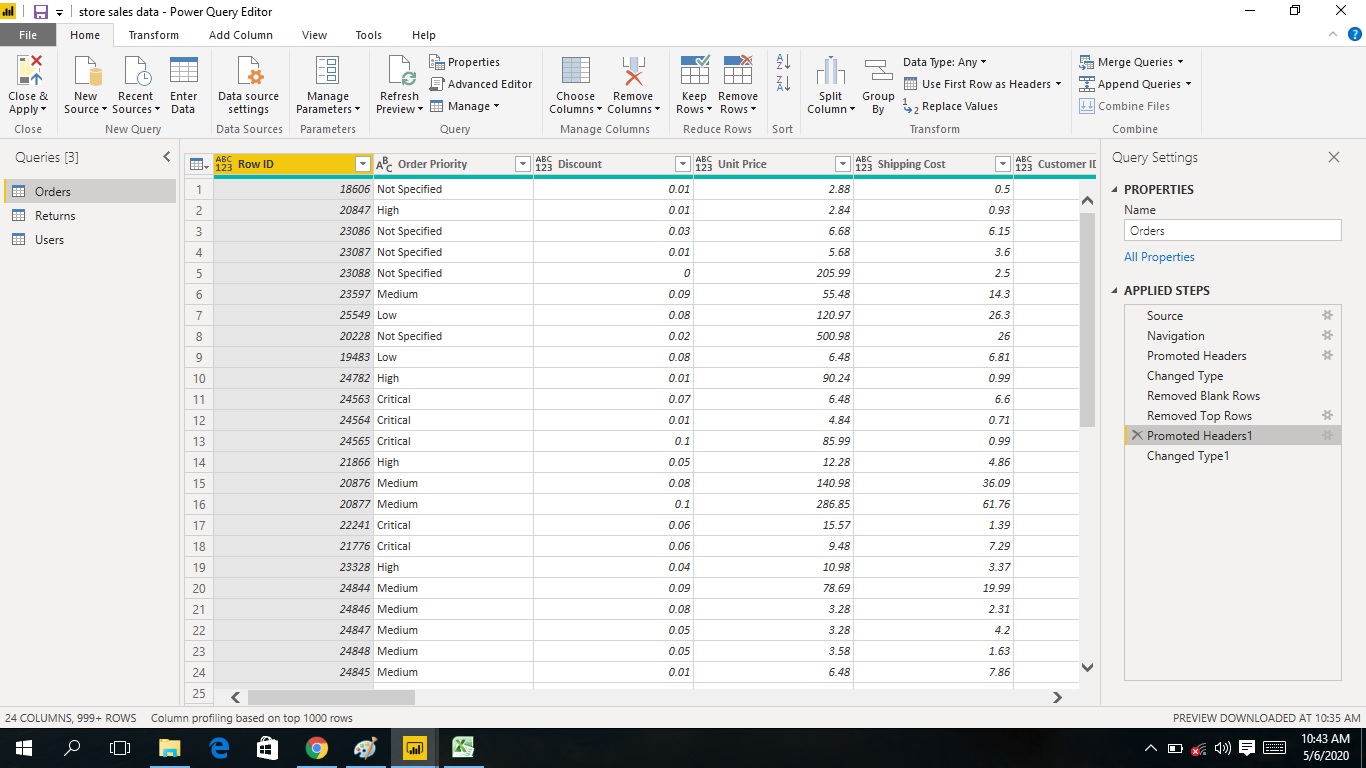 store sales data - Power Query Editor
File Home Transform Add Column View Tools Help
Close & Apply
Close
New Source
Recent Sources
Enter Data
New Query
Data source settings
Data Sources
Manage Parameters
Parameters
Refresh Preview
Properties
Advanced Editor
Manage
Query
Choose Columns
Remove Columns
Manage Columns
Keep Rows
Remove Rows
Reduce Rows
A Z
Z A
Sort
Split Column
Group By
Data Type: Any
Use First Row as Headers
1 2 Replace Values
Transform
Merge Queries
Append Queries
Combine Files
Combine
Queries [3]
Orders
Returns
Users
ABC 123 Row ID ABC Order Priority ABC 123 Discount ABC 123 Unit Price ABC 123 Shipping Cost ABC 123 Customer ID
1 18606 Not Specified 0.01 2.88 0.5
2 20847 High 0.01 2.84 0.93
3 23086 Not Specified 0.03 6.68 6.15
4 23087 Not Specified 0.01 5.68 3.6
5 23088 Not Specified 0 205.99 2.5
6 23597 Medium 0.09 55.48 14.3
7 25549 Low 0.08 120.97 26.3
8 20228 Not Specified 0.02 500.98 26
9 19483 Low 0.08 6.48 6.81
10 24782 High 0.01 90.24 0.99
11 24563 Critical 0.07 6.48 6.6
12 24564 Critical 0.01 4.84 0.71
13 24565 Critical 0.1 85.99 0.99
14 21866 High 0.05 12.28 4.86
15 20876 Medium 0.08 140.98 36.09
16 20877 Medium 0.1 286.85 61.76
17 22241 Critical 0.06 15.57 1.39
18 21776 Critical 0.06 9.48 7.29
19 23328 High 0.04 10.98 3.37
20 24844 Medium 0.09 78.69 19.99
21 24846 Medium 0.08 3.28 2.31
22 24847 Medium 0.05 3.28 4.2
23 24848 Medium 0.05 3.58 1.63
24 24845 Medium 0.01 6.48 7.86
25
Query Settings
PROPERTIES
Name
Orders
All Properties
APPLIED STEPS
Source
Navigation
Promoted Headers
Changed Type
Removed Blank Rows
Removed Top Rows
Promoted Headers1
Changed Type1
24 COLUMNS, 999+ ROWS Column profiling based on top 1000 rows
PREVIEW DOWNLOADED AT 10:35 AM
10:43 AM
5/6/2020